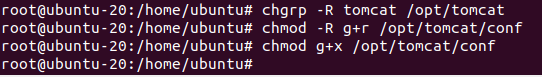 root@ubuntu-20:/home/ubuntu# chgrp -R tomcat /opt/tomcat
root@ubuntu-20:/home/ubuntu# chmod -R g+r /opt/tomcat/conf
root@ubuntu-20:/home/ubuntu# chmod g+x /opt/tomcat/conf
root@ubuntu-20:/home/ubuntu#